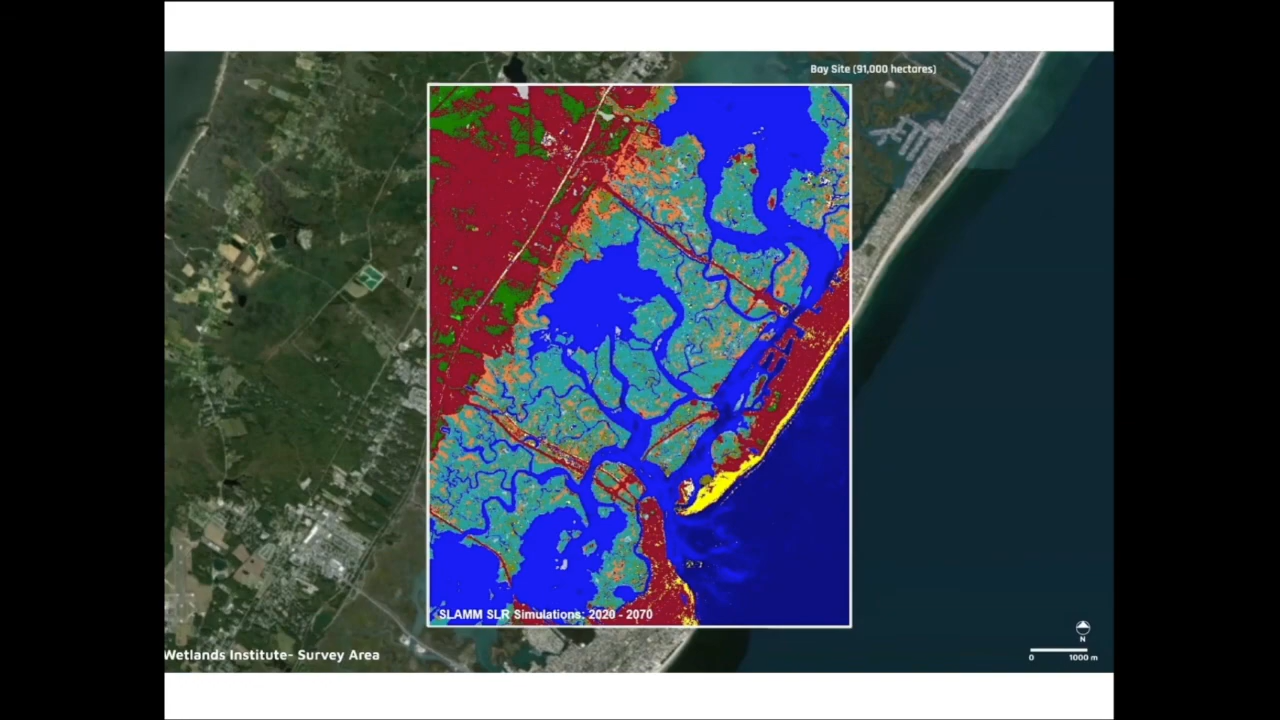 Bay Site (91,000 hectares)
SLAMM SLR Simulations: 2020 - 2070
Wetlands Institute- Survey Area
N
0 1000 m